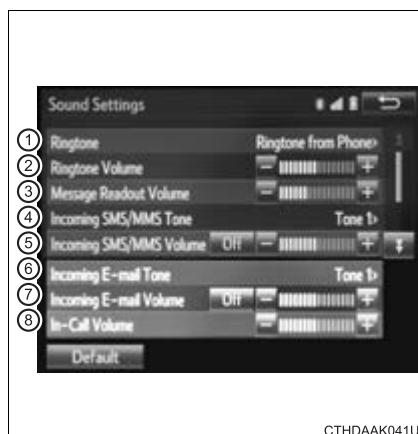 Sound Settings
① Ringtone Ringtone from Phone
② Ringtone Volume − +
③ Message Readout Volume − +
④ Incoming SMS/MMS Tone Tone 1
⑤ Incoming SMS/MMS Volume Off − +
⑥ Incoming E-mail Tone Tone 1
⑦ Incoming E-mail Volume Off − +
⑧ In-Call Volume − +
Default
CTHDAAK041U